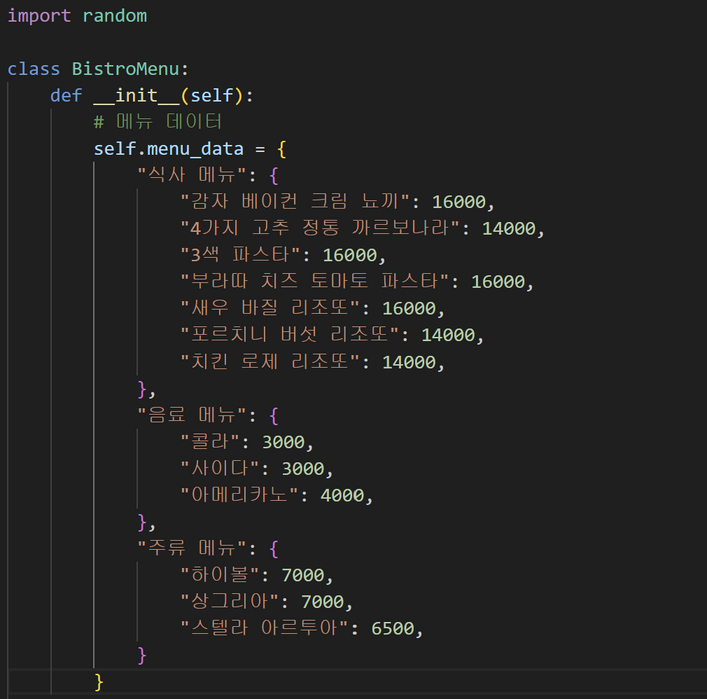 import random
class BistroMenu:
def __init__(self):
# 메뉴 데이터
self.menu_data = {
"식사 메뉴": {
"감자 베이컨 크림 뇨끼": 16000,
"4가지 고추 정통 까르보나라": 14000,
"3색 파스타": 16000,
"부라따 치즈 토마토 파스타": 16000,
"새우 바질 리조또": 16000,
"포르치니 버섯 리조또": 14000,
"치킨 로제 리조또": 14000,
},
"음료 메뉴": {
"콜라": 3000,
"사이다": 3000,
"아메리카노": 4000,
},
"주류 메뉴": {
"하이볼": 7000,
"샹그리아": 7000,
"스텔라 아르투아": 6500,
}
}